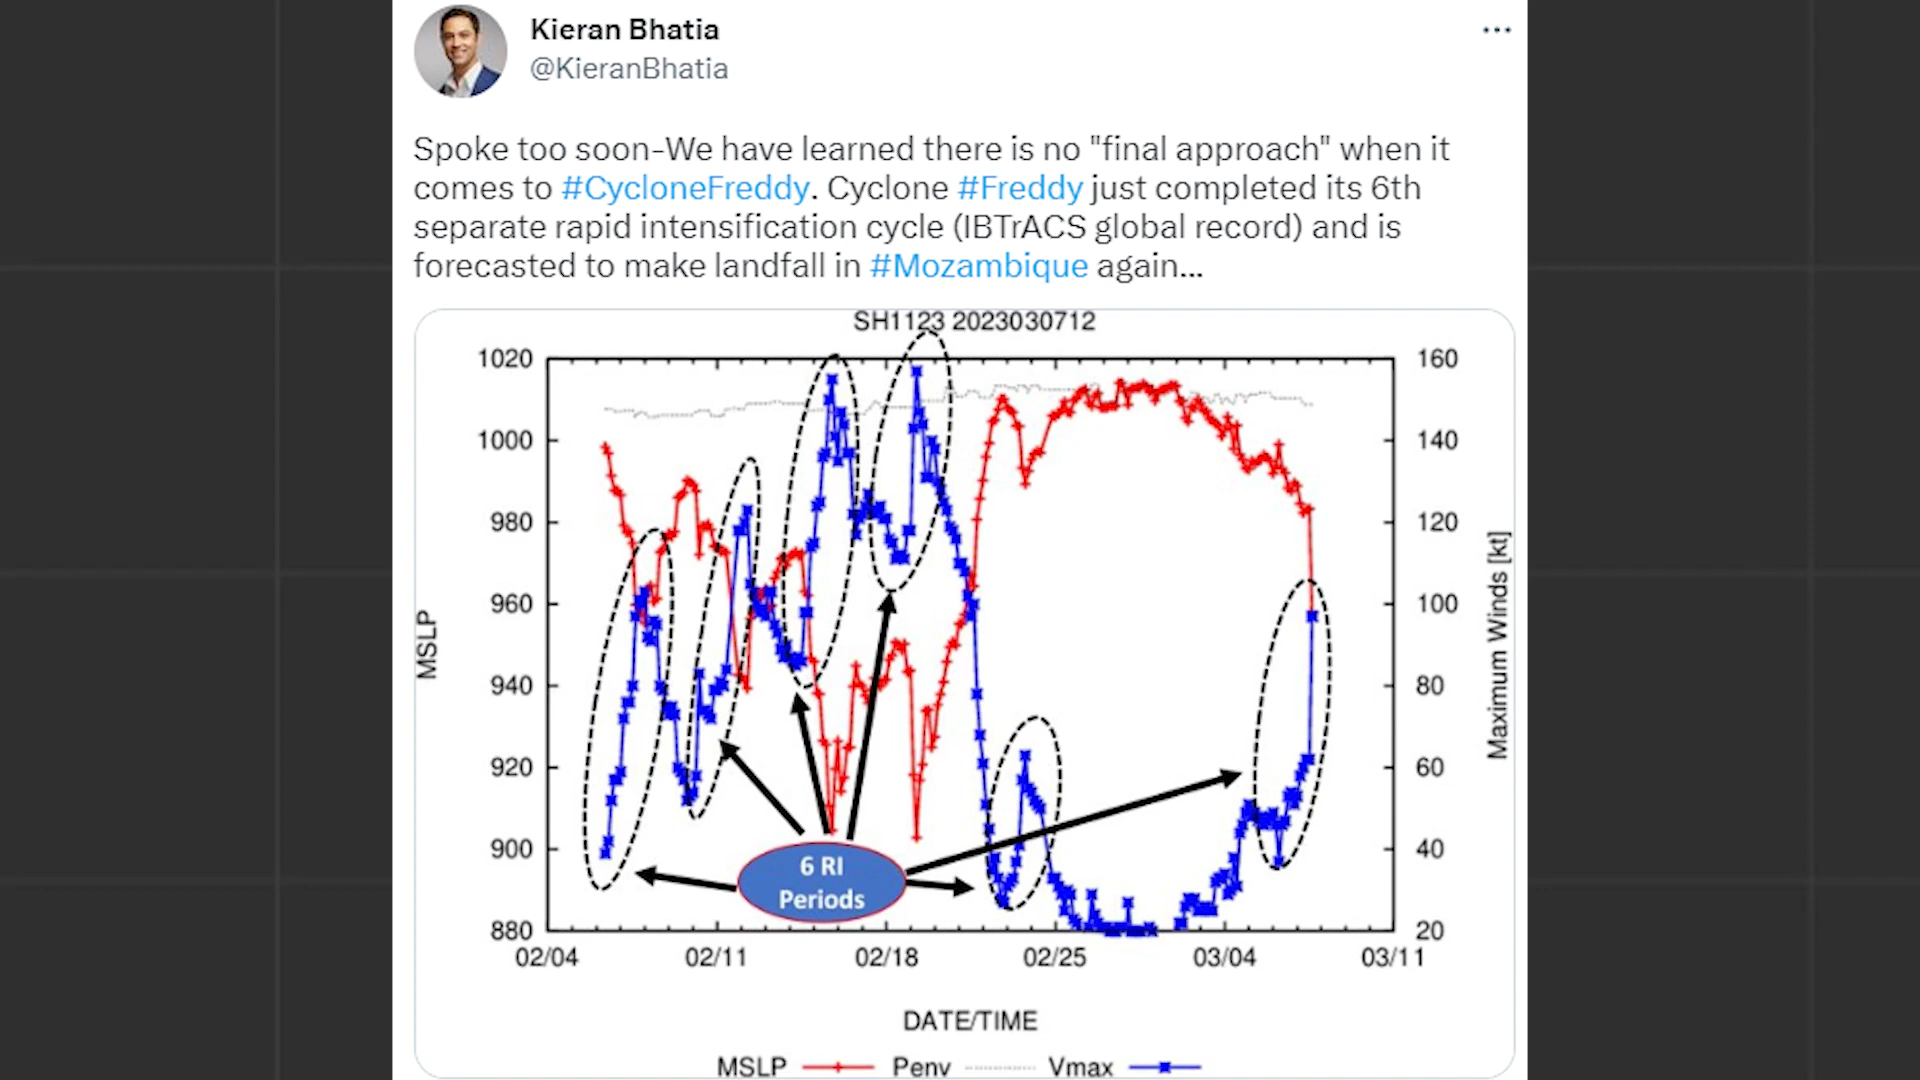 Kieran Bhatia
@KieranBhatia
Spoke too soon-We have learned there is no "final approach" when it
comes to #CycloneFreddy. Cyclone #Freddy just completed its 6th
separate rapid intensification cycle (IBTrACS global record) and is
forecasted to make landfall in #Mozambique again...
SH1123 2023030712
1020
1000
980
960
940
920
900
880
MSLP
160
140
120
100
80
60
40
20
Maximum Winds [kt]
6 RI
Periods
02/04 02/11 02/18 02/25 03/04 03/11
DATE/TIME
MSLP Penv Vmax